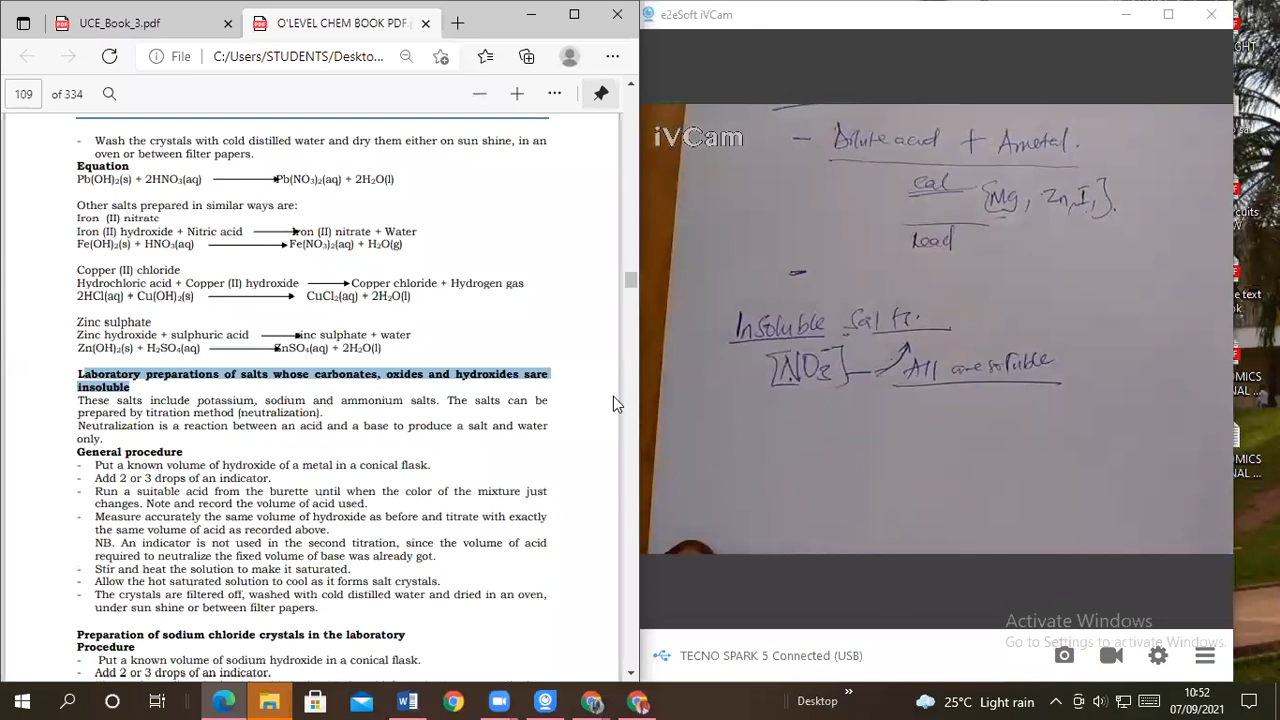 UCE_Book_3.pdf
O'LEVEL CHEM BOOK PDF
File
C:/Users/STUDENTS/Deskto...
109 of 334
- Wash the crystals with cold distilled water and dry them either on sun shine, in an
oven or between filter papers.
Equation
Pb(OH)₂(s) + 2HNO₃(aq) → Pb(NO₃)₂(aq) + 2H₂O(l)
Other salts prepared in similar ways are:
Iron (II) nitrate
Iron (II) hydroxide + Nitric acid → Iron (II) nitrate + Water
Fe(OH)₂(s) + HNO₃(aq) → Fe(NO₃)₂(aq) + H₂O(g)
Copper (II) chloride
Hydrochloric acid + Copper (II) hydroxide → Copper chloride + Hydrogen gas
2HCl(aq) + Cu(OH)₂(s) → CuCl₂(aq) + 2H₂O(l)
Zinc sulphate
Zinc hydroxide + sulphuric acid → zinc sulphate + water
Zn(OH)₂(s) + H₂SO₄(aq) → ZnSO₄(aq) + 2H₂O(l)
Laboratory preparations of salts whose carbonates, oxides and hydroxides sare
insoluble
These salts include potassium, sodium and ammonium salts. The salts can be
prepared by titration method (neutralization).
Neutralization is a reaction between an acid and a base to produce a salt and water
only.
General procedure
- Put a known volume of hydroxide of a metal in a conical flask.
- Add 2 or 3 drops of an indicator.
- Run a suitable acid from the burette until when the color of the mixture just
changes. Note and record the volume of acid used.
- Measure accurately the same volume of hydroxide as before and titrate with exactly
the same volume of acid as recorded above.
NB. An indicator is not used in the second titration, since the volume of acid
required to neutralize the fixed volume of base was already got.
- Stir and heat the solution to make it saturated.
- Allow the hot saturated solution to cool as it forms salt crystals.
- The crystals are filtered off, washed with cold distilled water and dried in an oven,
under sun shine or between filter papers.
Preparation of sodium chloride crystals in the laboratory
Procedure
- Put a known volume of sodium hydroxide in a conical flask.
- Add 2 or 3 drops of an indicator.
e2eSoft iVCam
iVCam
- Dilute acid + A metal.
{Mg, Zn, I,}.
Lead
-
Insoluble Salts.
[NO₃⁻] → All are soluble
Activate Windows
Go to Settings to activate Windows.
TECNO SPARK 5 Connected (USB)
Desktop
25°C Light rain
10:52
07/09/2021